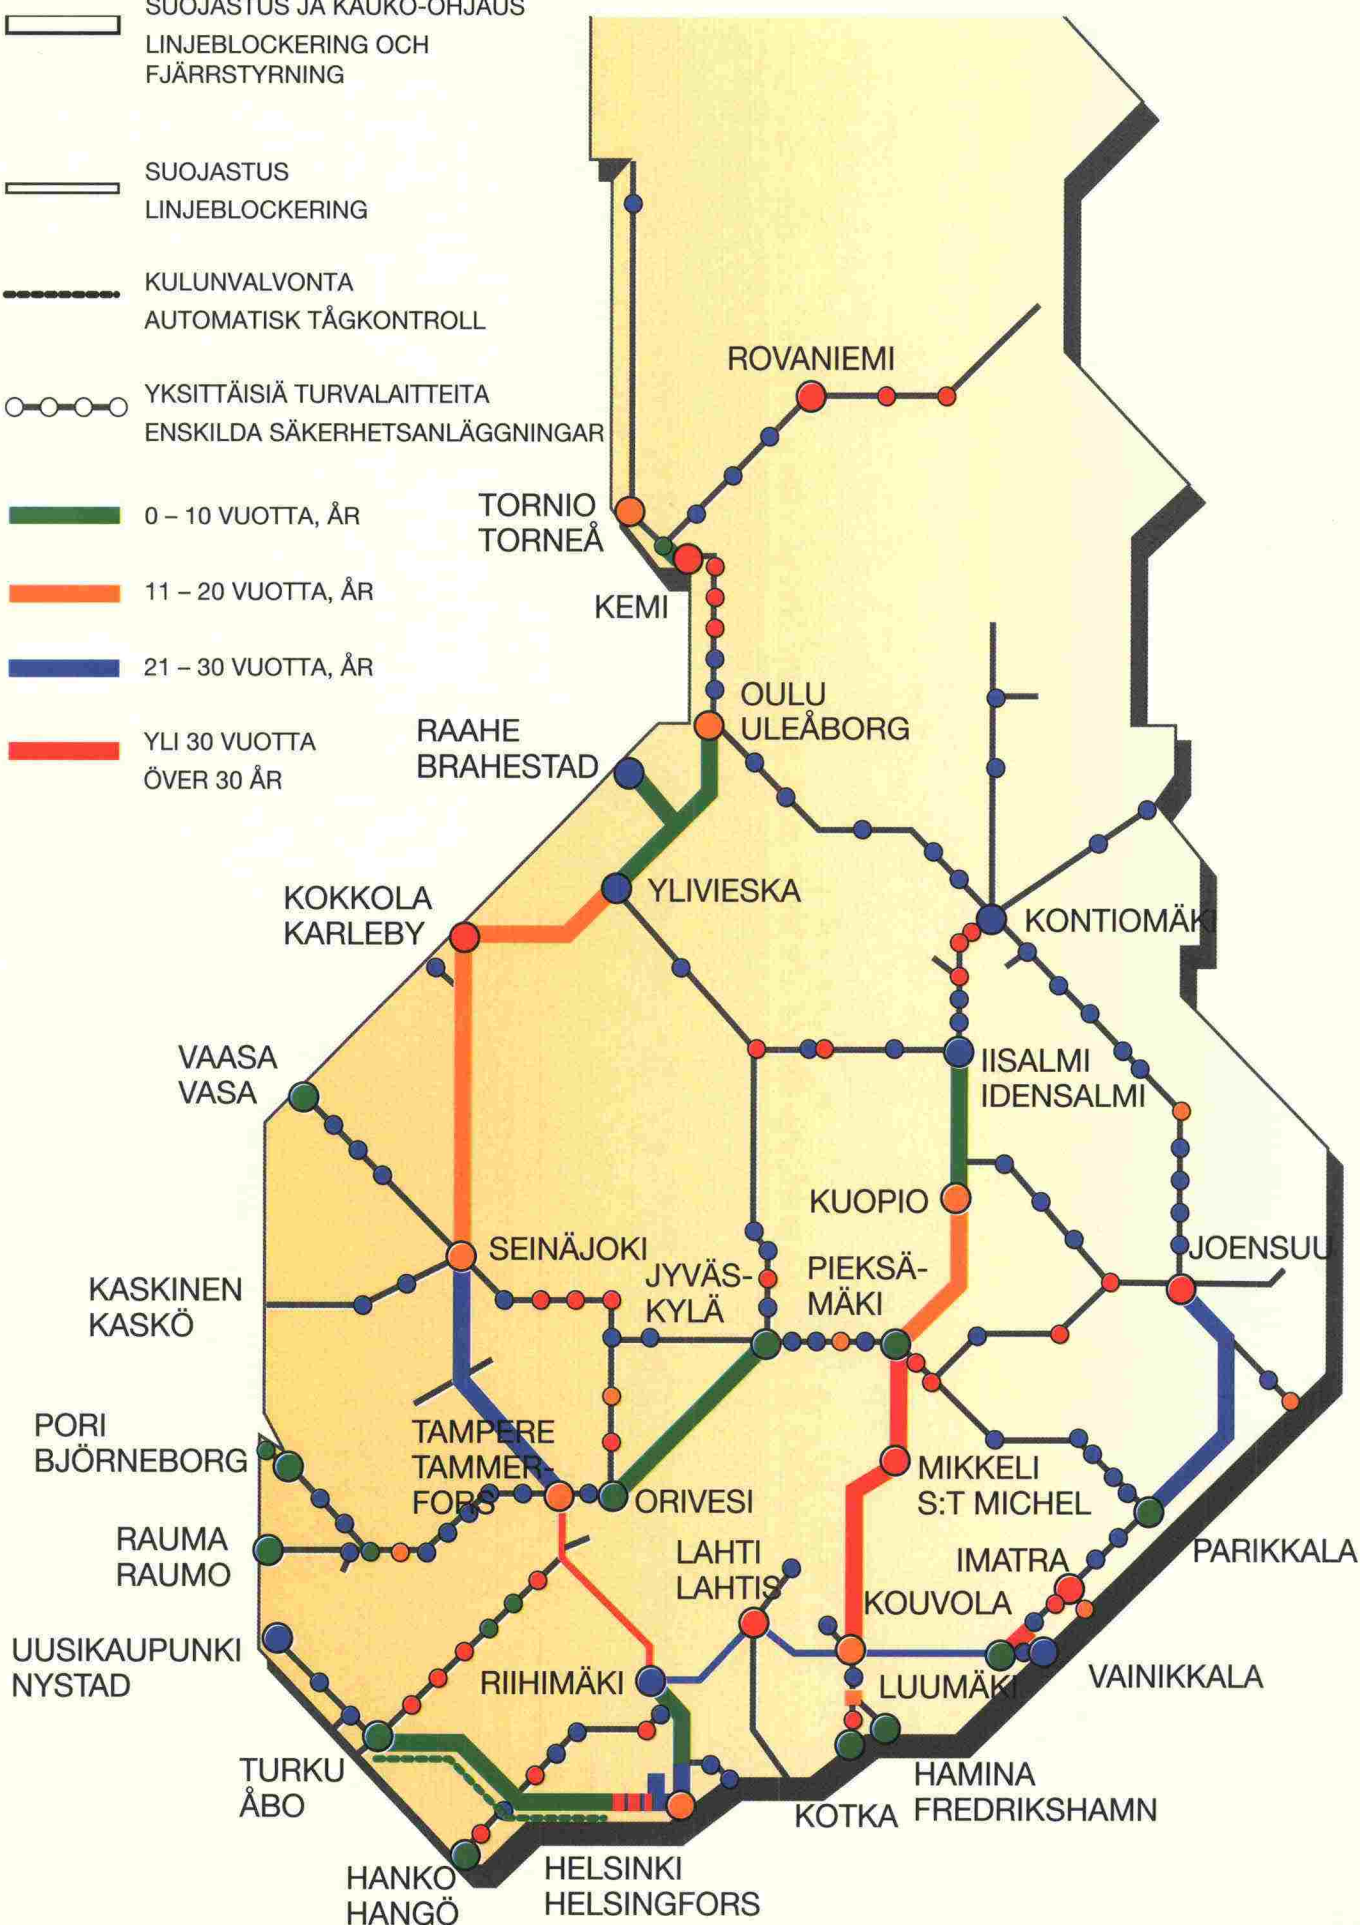 SUOJASTUS JA KAUKO-OHJAUS
LINJEBLOCKERING OCH
FJÄRRSTYRNING
SUOJASTUS
LINJEBLOCKERING
KULUNVALVONTA
AUTOMATISK TÅGKONTROLL
YKSITTÄISIÄ TURVALAITTEITA
ENSKILDA SÄKERHETSANLÄGGNINGAR
0 – 10 VUOTTA, ÅR
11 – 20 VUOTTA, ÅR
21 – 30 VUOTTA, ÅR
YLI 30 VUOTTA
ÖVER 30 ÅR
ROVANIEMI
TORNIO
TORNEÅ
KEMI
OULU
ULEÅBORG
RAAHE
BRAHESTAD
YLIVIESKA
KOKKOLA
KARLEBY
KONTIOMÄKI
VAASA
VASA
IISALMI
IDENSALMI
KUOPIO
SEINÄJOKI
JOENSUU
JYVÄS-
KYLÄ
PIEKSÄ-
MÄKI
KASKINEN
KASKÖ
PORI
BJÖRNEBORG
TAMPERE
TAMMER-
FORS
ORIVESI
MIKKELI
S:T MICHEL
RAUMA
RAUMO
LAHTI
LAHTIS
IMATRA
PARIKKALA
KOUVOLA
UUSIKAUPUNKI
NYSTAD
RIIHIMÄKI
LUUMÄKI
VAINIKKALA
TURKU
ÅBO
HAMINA
FREDRIKSHAMN
KOTKA
HANKO
HANGÖ
HELSINKI
HELSINGFORS